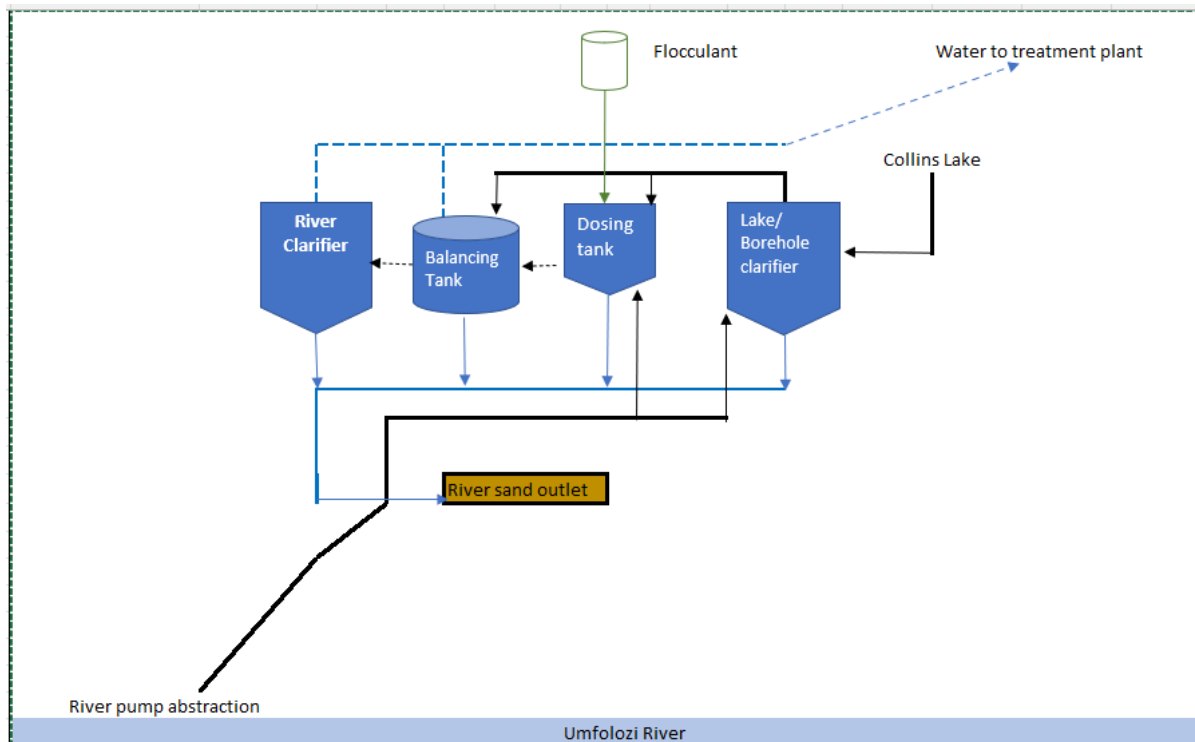 Flocculant
Water to treatment plant
Collins Lake
River
Clarifier
Balancing
Tank
Dosing
tank
Lake/
Borehole
clarifier
River sand outlet
River pump abstraction
Umfolozi River